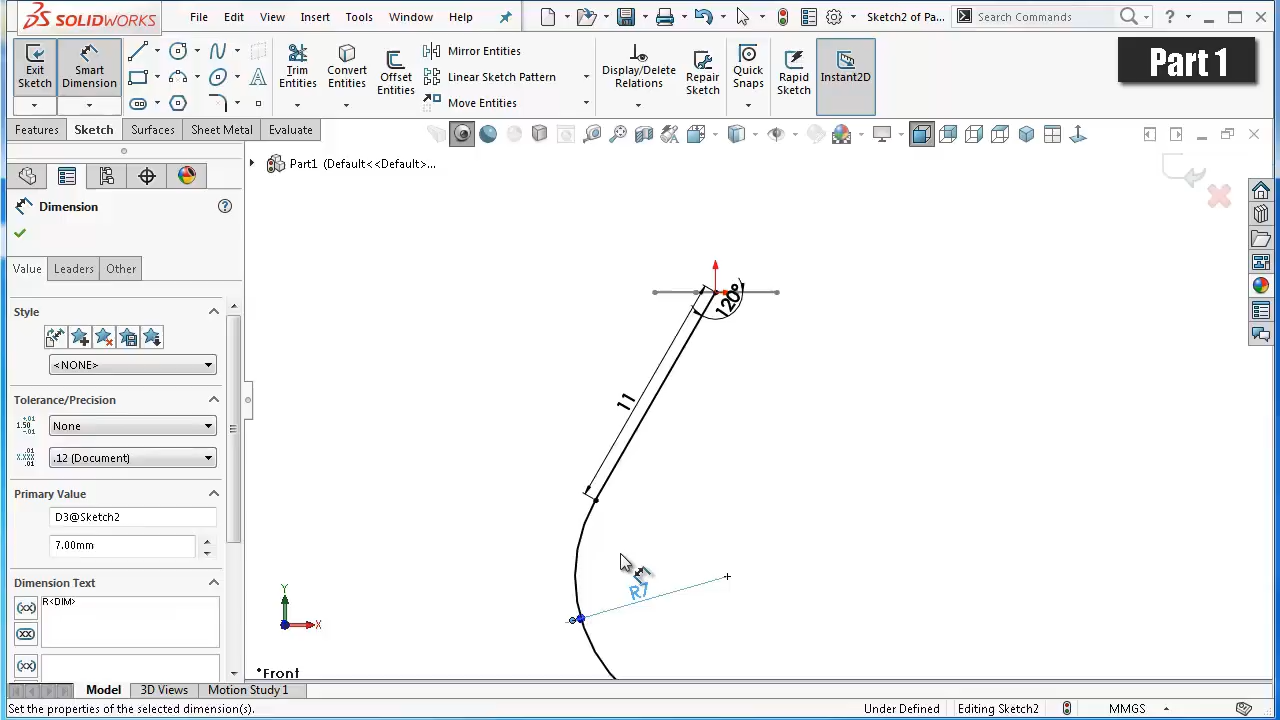 SOLIDWORKS
File Edit View Insert Tools Window Help
Sketch2 of Pa...
Search Commands
?
Part 1
Exit Sketch
Smart Dimension
Trim Entities
Convert Entities
Offset Entities
Mirror Entities
Linear Sketch Pattern
Move Entities
Display/Delete Relations
Repair Sketch
Quick Snaps
Rapid Sketch
Instant2D
Features Sketch Surfaces Sheet Metal Evaluate
Part1 (Default<<Default>...
Dimension
?
Value Leaders Other
Style
<NONE>
Tolerance/Precision
None
.12 (Document)
Primary Value
D3@Sketch2
7.00mm
Dimension Text
R<DIM>
120°
11
R7
Y
X
*Front
Model 3D Views Motion Study 1
Set the properties of the selected dimension(s).
Under Defined Editing Sketch2 MMGS